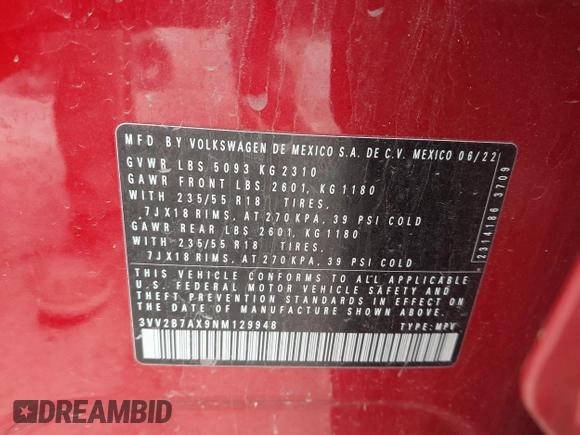 MFD BY VOLKSWAGEN DE MEXICO S.A. DE C.V. MEXICO 06/22
GVWR LBS 5093 KG 2310
GAWR FRONT LBS 2601, KG 1180
WITH 235/55 R18 TIRES,
7JX18 RIMS, AT 270 KPA, 39 PSI COLD
GAWR REAR LBS 2601, KG 1180
WITH 235/55 R18 TIRES,
7JX18 RIMS, AT 270 KPA, 39 PSI COLD
THIS VEHICLE CONFORMS TO ALL APPLICABLE
U.S. FEDERAL MOTOR VEHICLE SAFETY AND
THEFT PREVENTION STANDARDS IN EFFECT ON
THE DATE OF MANUFACTURE SHOWN ABOVE.
3VV2B7AX9NM129948 TYPE: MPV
2314186 3709
DREAMBID